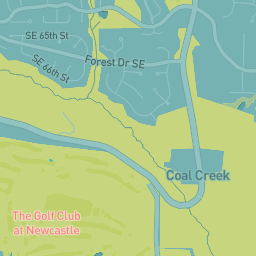 SE 65th St
Forest Dr SE
SE 66th St
Coal Creek
The Golf Club
at Newcastle